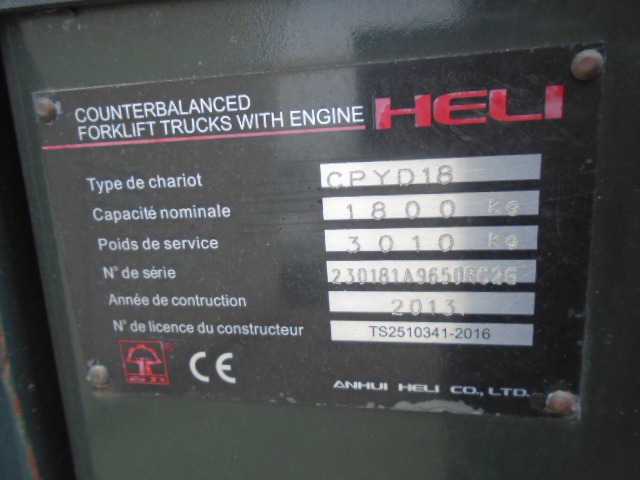 COUNTERBALANCED
FORKLIFT TRUCKS WITH ENGINE HELI
Type de chariot CPYD18
Capacité nominale 1800 kg
Poids de service 3010 kg
N° de série 230181A9650BC2G
Année de contruction 2013
N° de licence du constructeur TS2510341-2016
CE
ANHUI HELI CO., LTD.